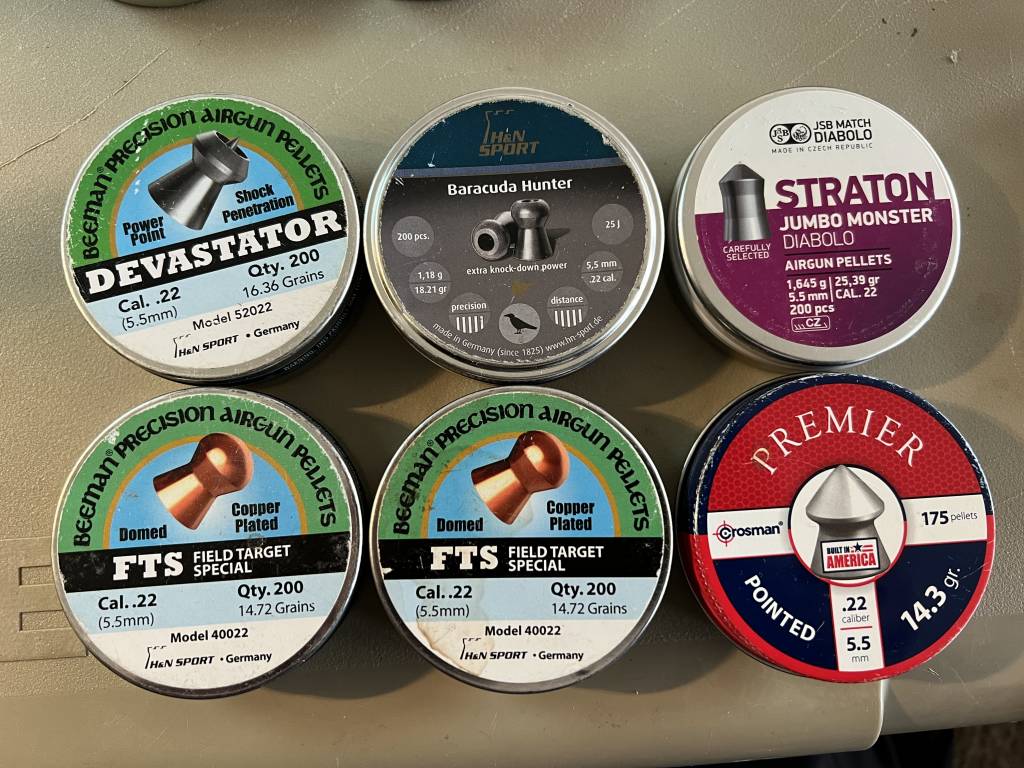 BEEMAN® PRECISION AIRGUN PELLETS
Power
Point
Shock
Penetration
DEVASTATOR
Cal. .22
(5.5mm)
Qty. 200
16.36 Grains
Model 52022
H&N SPORT • Germany
H&N
SPORT
Baracuda Hunter
200 pcs.
25 J
extra knock-down power
1,18 g
18.21 gr
5,5 mm
.22 cal.
precision
distance
made in Germany (since 1825) www.hn-sport.de
JSB
JSB MATCH
DIABOLO
MADE IN CZECH REPUBLIC
STRATON
JUMBO MONSTER
DIABOLO
CAREFULLY
SELECTED
AIRGUN PELLETS
1,645 g | 25,39 gr
5.5 mm | CAL. 22
200 pcs
CZ
BEEMAN® PRECISION AIRGUN PELLETS
Domed
Copper
Plated
FTS FIELD TARGET
SPECIAL
Cal. .22
(5.5mm)
Qty. 200
14.72 Grains
Model 40022
H&N SPORT • Germany
BEEMAN® PRECISION AIRGUN PELLETS
Domed
Copper
Plated
FTS FIELD TARGET
SPECIAL
Cal. .22
(5.5mm)
Qty. 200
14.72 Grains
Model 40022
H&N SPORT • Germany
PREMIER
Crosman®
175 pellets
BUILT IN
AMERICA
POINTED
.22
caliber
5.5
mm
14.3 gr.